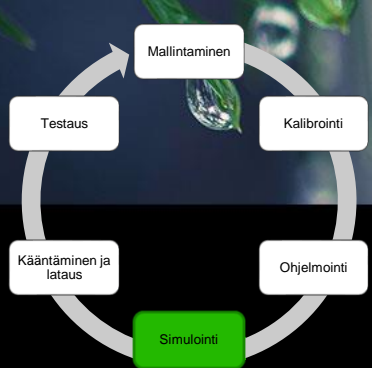 Mallintaminen
Kalibrointi
Ohjelmointi
Simulointi
Kääntäminen ja
lataus
Testaus